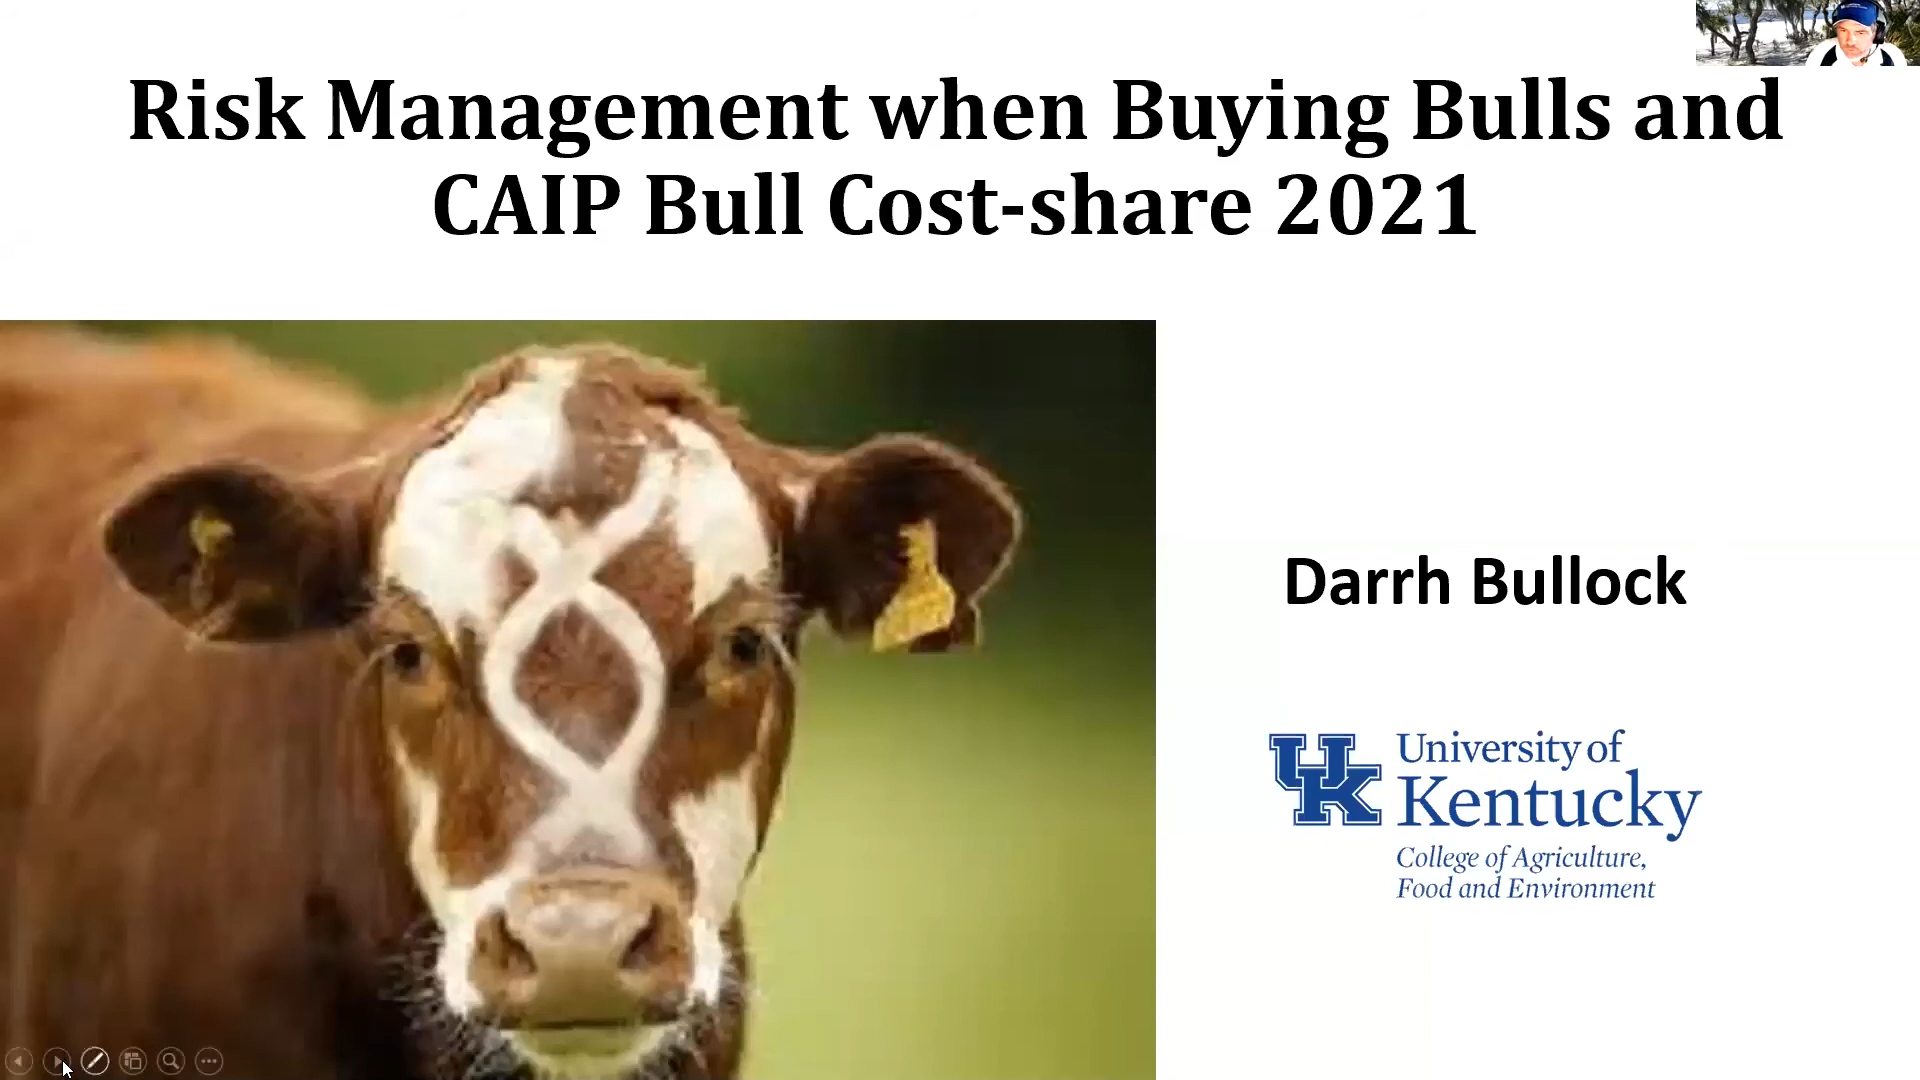 Risk Management when Buying Bulls and
CAIP Bull Cost-share 2021
Darrh Bullock
UK
University of
Kentucky
College of Agriculture,
Food and Environment